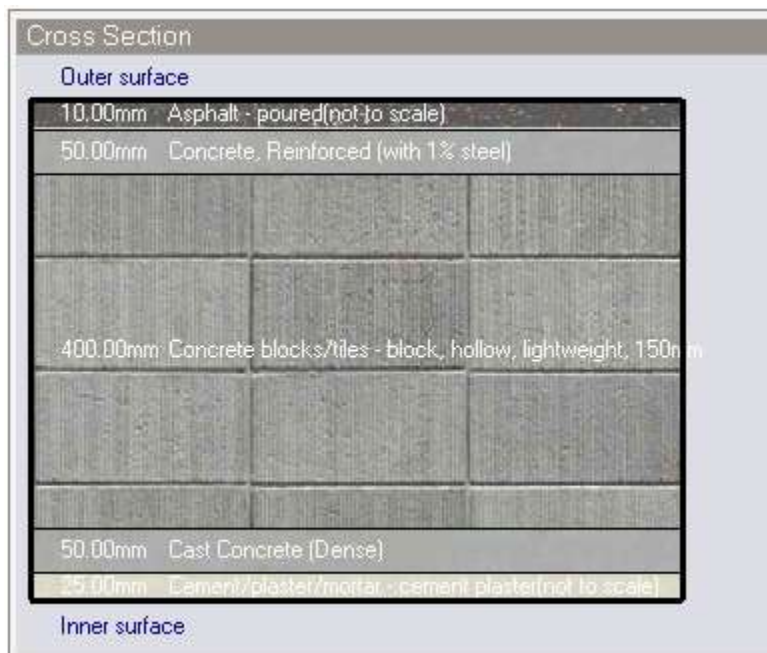 Cross Section
Outer surface
10.00mm Asphalt - poured(not to scale)
50.00mm Concrete, Reinforced (with 1% steel)
400.00mm Concrete blocks/tiles - block, hollow, lightweight, 150mm
50.00mm Cast Concrete (Dense)
25.00mm Cement/plaster/mortar - cement plaster(not to scale)
Inner surface